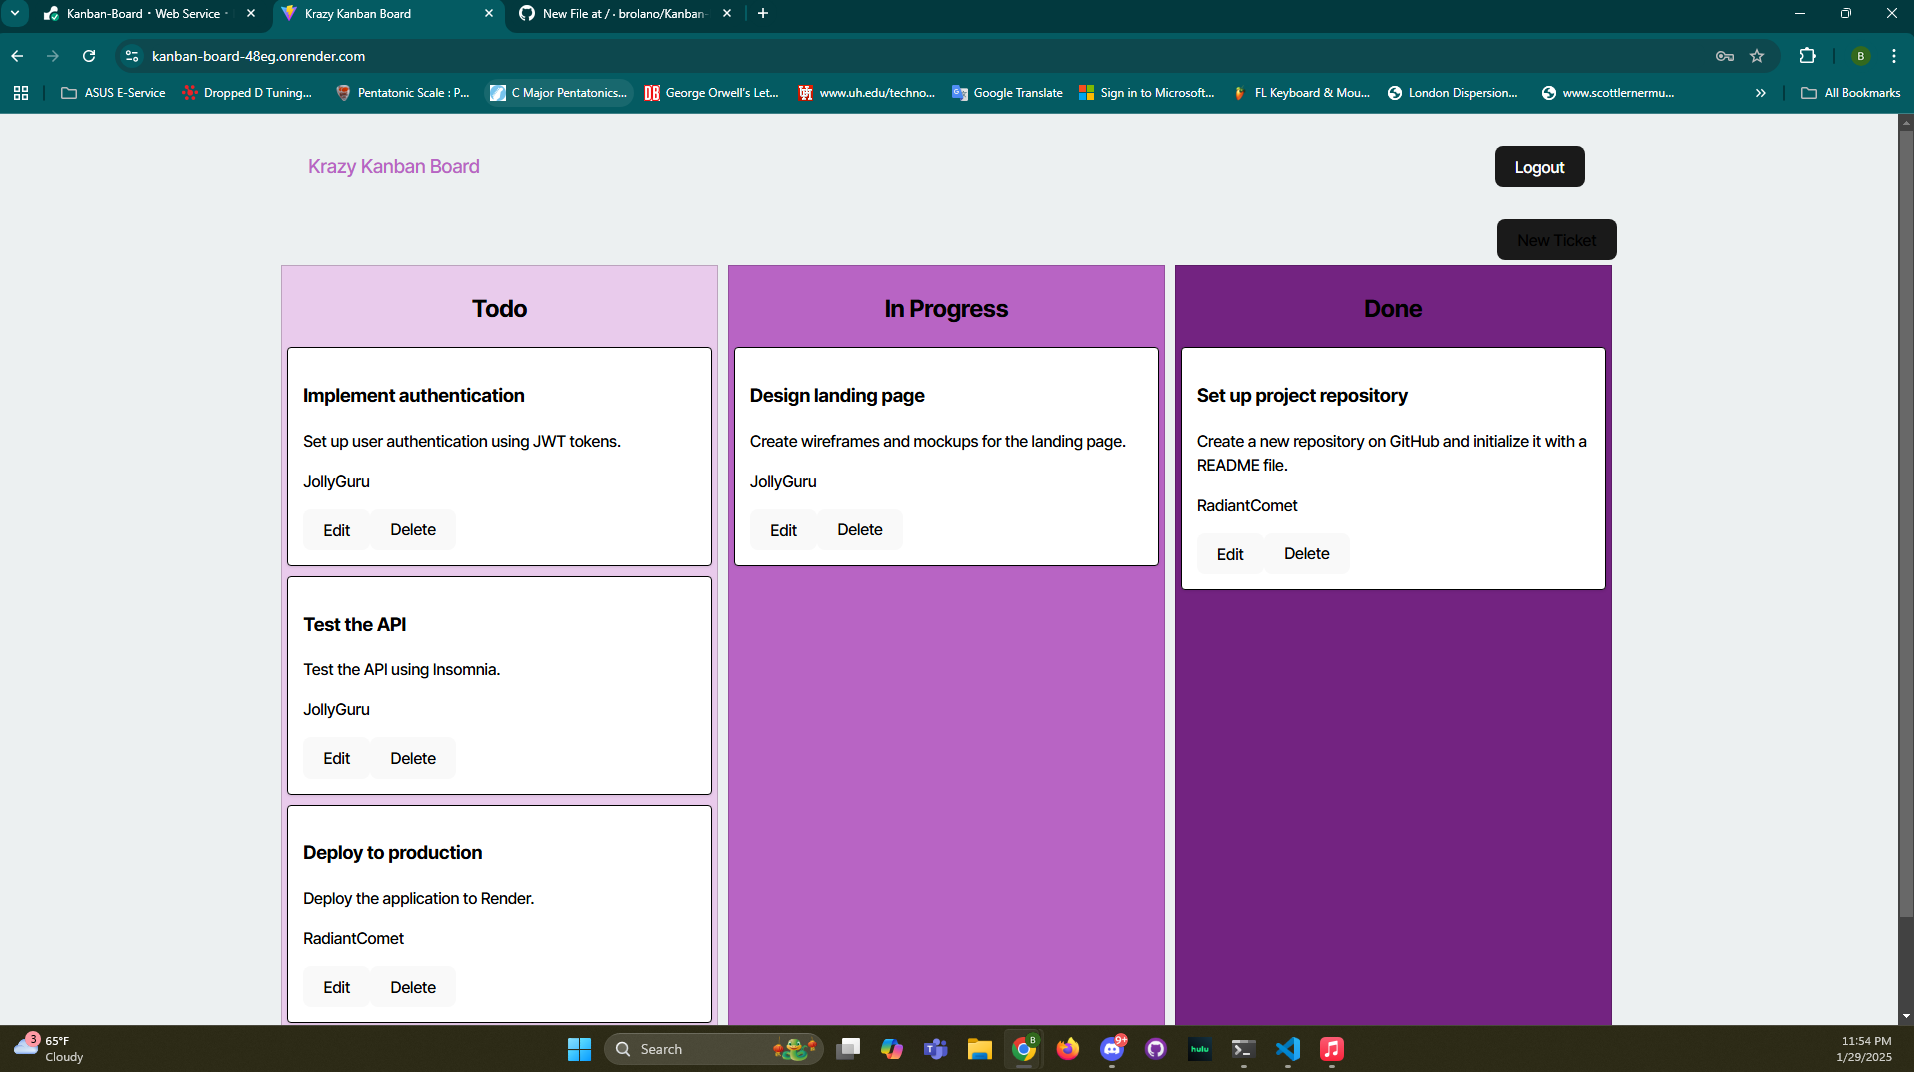 Kanban-Board · Web Service ·
Krazy Kanban Board
New File at / · brolano/Kanban-
kanban-board-48eg.onrender.com
B
ASUS E-Service
Dropped D Tuning...
Pentatonic Scale : P...
C Major Pentatonics...
George Orwell's Let...
www.uh.edu/techno...
Google Translate
Sign in to Microsoft...
FL Keyboard & Mou...
London Dispersion...
www.scottlernermu...
All Bookmarks
Krazy Kanban Board
Logout
New Ticket
Todo
Implement authentication
Set up user authentication using JWT tokens.
JollyGuru
Edit Delete
Test the API
Test the API using Insomnia.
JollyGuru
Edit Delete
Deploy to production
Deploy the application to Render.
RadiantComet
Edit Delete
In Progress
Design landing page
Create wireframes and mockups for the landing page.
JollyGuru
Edit Delete
Done
Set up project repository
Create a new repository on GitHub and initialize it with a
README file.
RadiantComet
Edit Delete
3
65°F
Cloudy
Search
B
9+
hulu
11:54 PM
1/29/2025